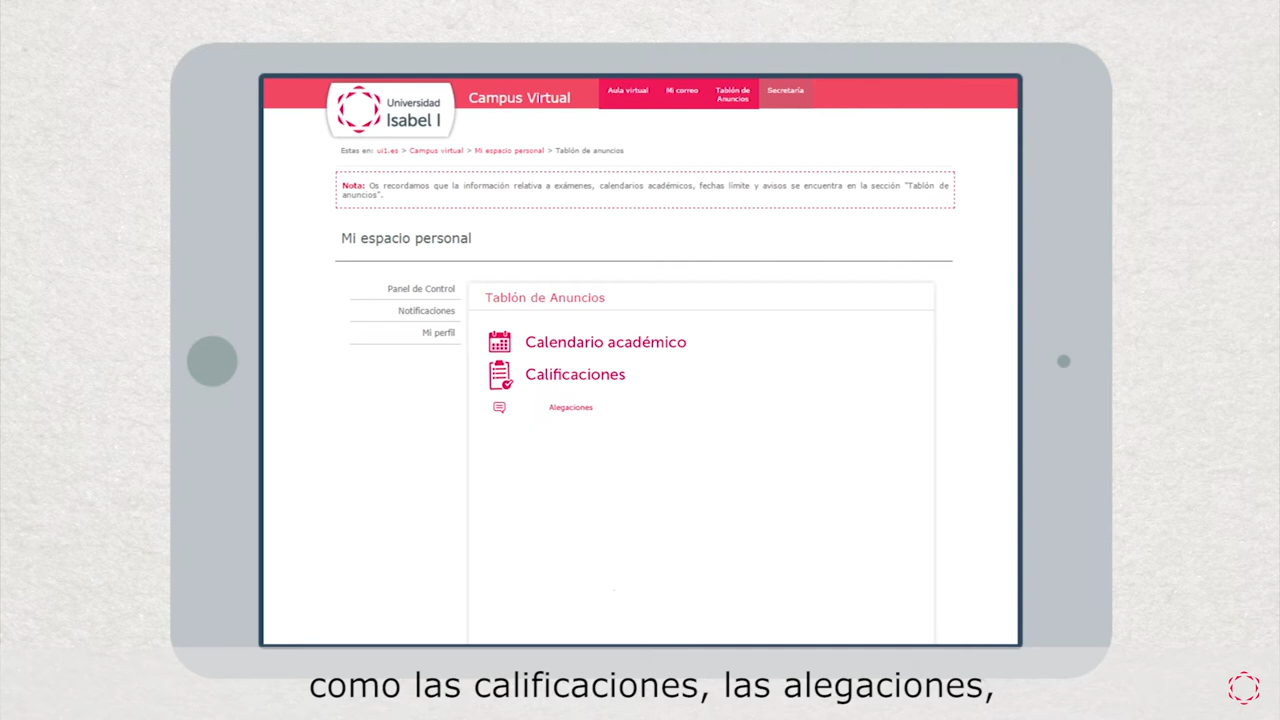 Universidad
Isabel I
Campus Virtual
Aula virtual
Mi correo
Tablón de
Anuncios
Secretaría
Estas en: ui1.es > Campus virtual > Mi espacio personal > Tablón de anuncios
Nota: Os recordamos que la información relativa a exámenes, calendarios académicos, fechas límite y avisos se encuentra en la sección "Tablón de
anuncios".
Mi espacio personal
Panel de Control
Notificaciones
Mi perfil
Tablón de Anuncios
Calendario académico
Calificaciones
Alegaciones
como las calificaciones, las alegaciones,